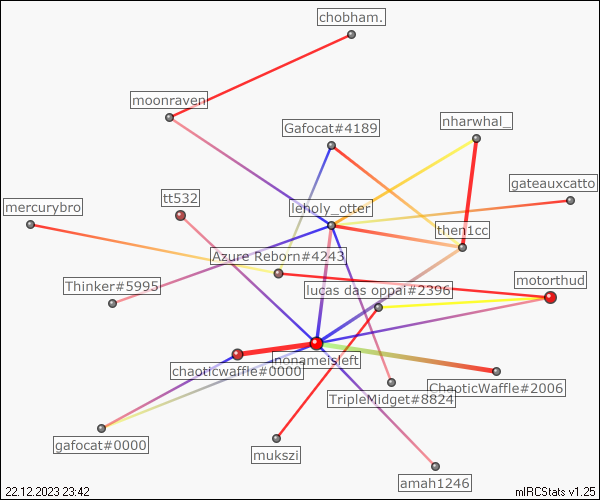 chobham.
moonraven
Gafocat#4189
nharwhal_
gateauxcatto
tt532
mercurybro
leholy_otter
then1cc
Azure Reborn#4243
Thinker#5995
motorthud
lucas das oppai#2396
nonameisleft
chaoticwaffle#0000
ChaoticWaffle#2006
TripleMidget#8824
gafocat#0000
mukszi
amah1246
22.12.2023 23:42
mIRCStats v1.25